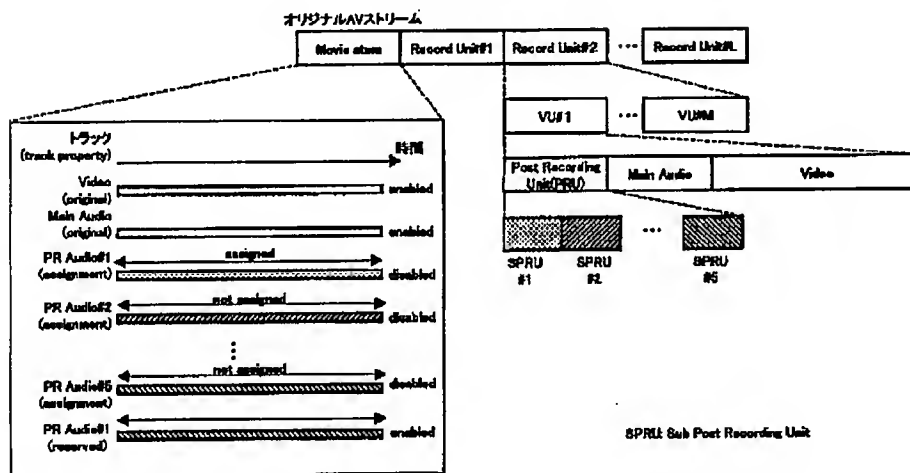 オリジナルAVストリーム
Movie atom Record Unit#1 Record Unit#2 ... Record Unit#L
VU#1 ... VU#M
Post Recording Unit(PRU) Main Audio Video
SPRU #1 SPRU #2 ... SPRU #5
トラック (track property) 時間
Video (original) enabled
Main Audio (original) enabled
PR Audio#1 (assignment) assigned disabled
PR Audio#2 (assignment) not assigned disabled
⋮
PR Audio#5 (assignment) not assigned disabled
PR Audio#1 (reserved) enabled
SPRU: Sub Post Recording Unit